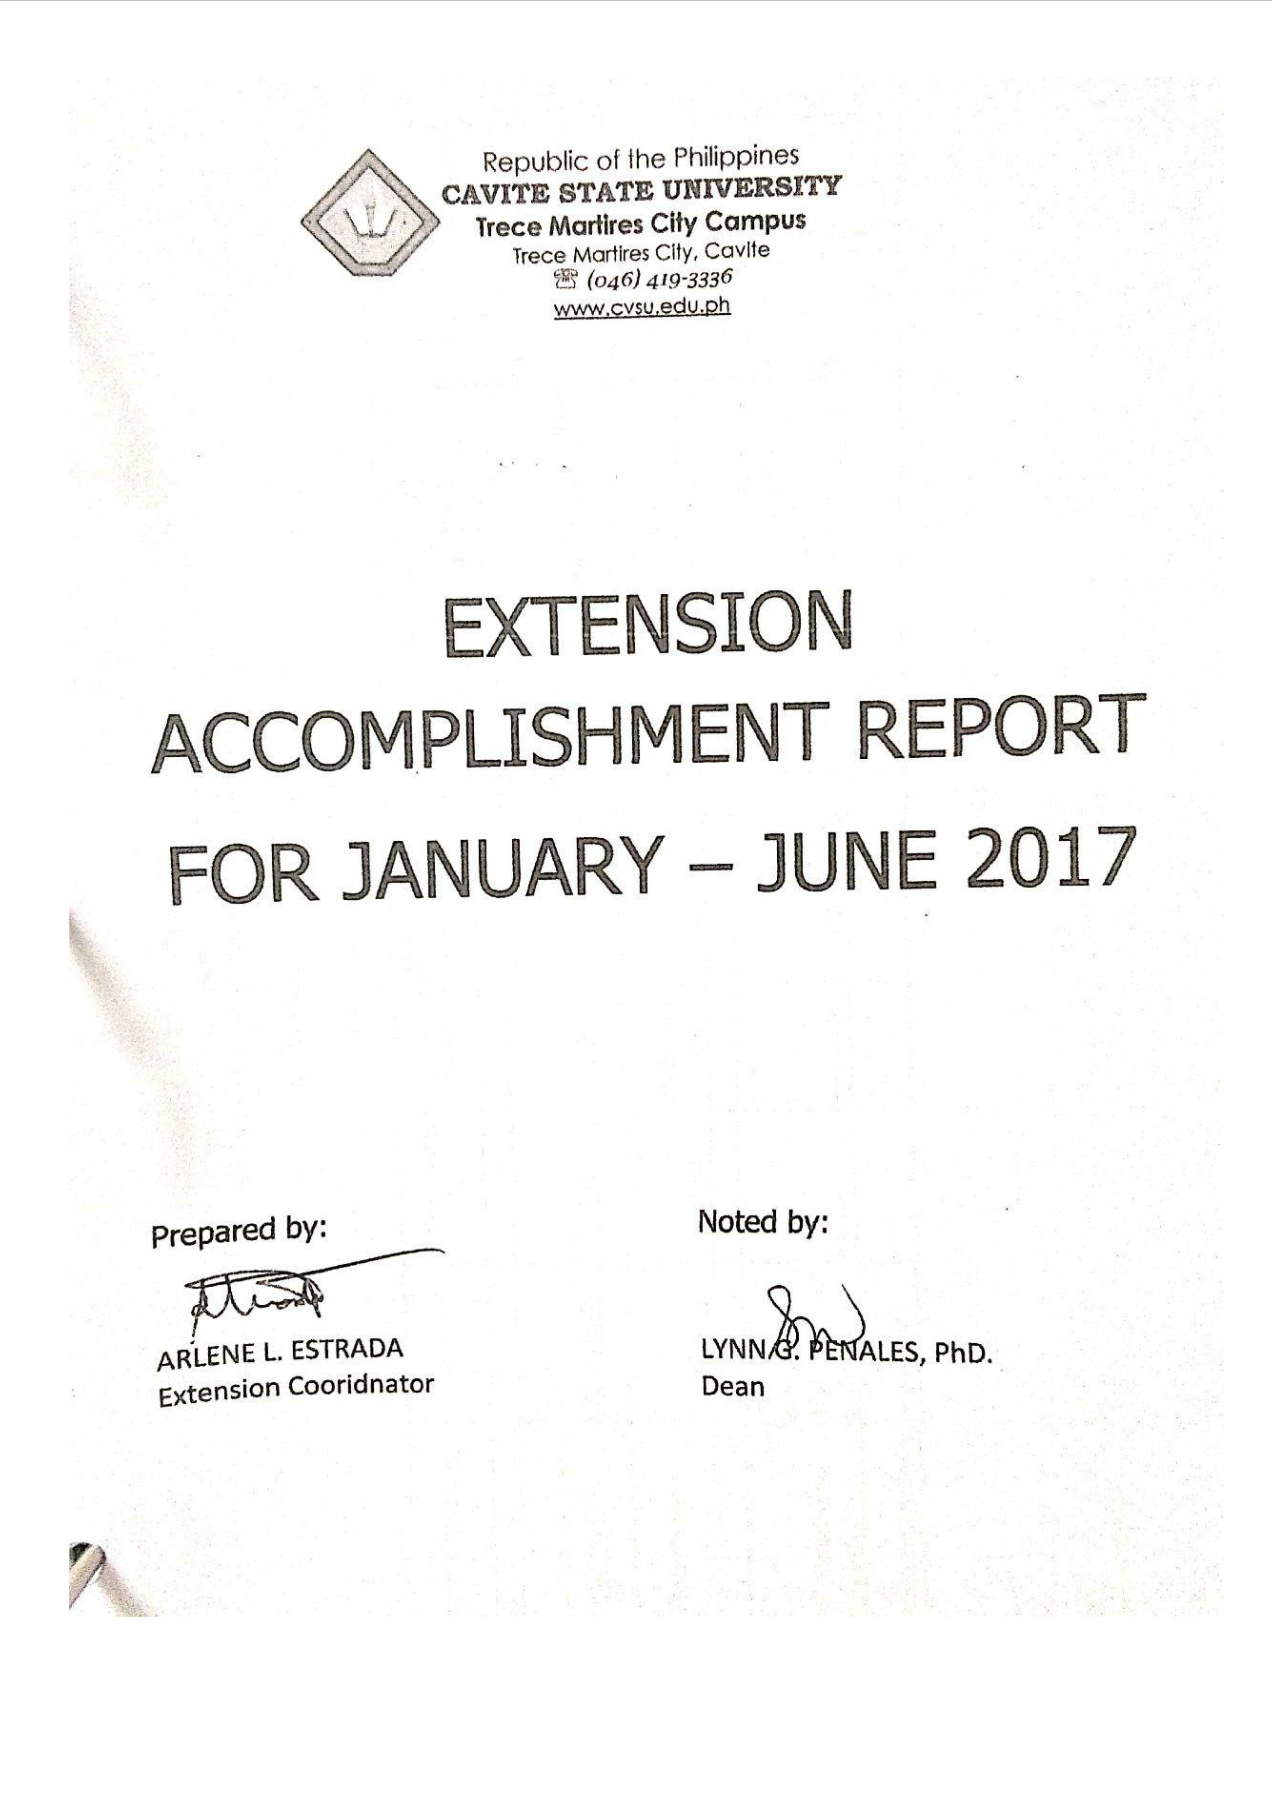 Republic of the Philippines
CAVITE STATE UNIVERSITY
Trece Martires City Campus
Trece Martires City, Cavite
☏ (046) 419-3336
www.cvsu.edu.ph
EXTENSION
ACCOMPLISHMENT REPORT
FOR JANUARY – JUNE 2017
Prepared by:
ARLENE L. ESTRADA
Extension Cooridnator
Noted by:
LYNN G. PENALES, PhD.
Dean